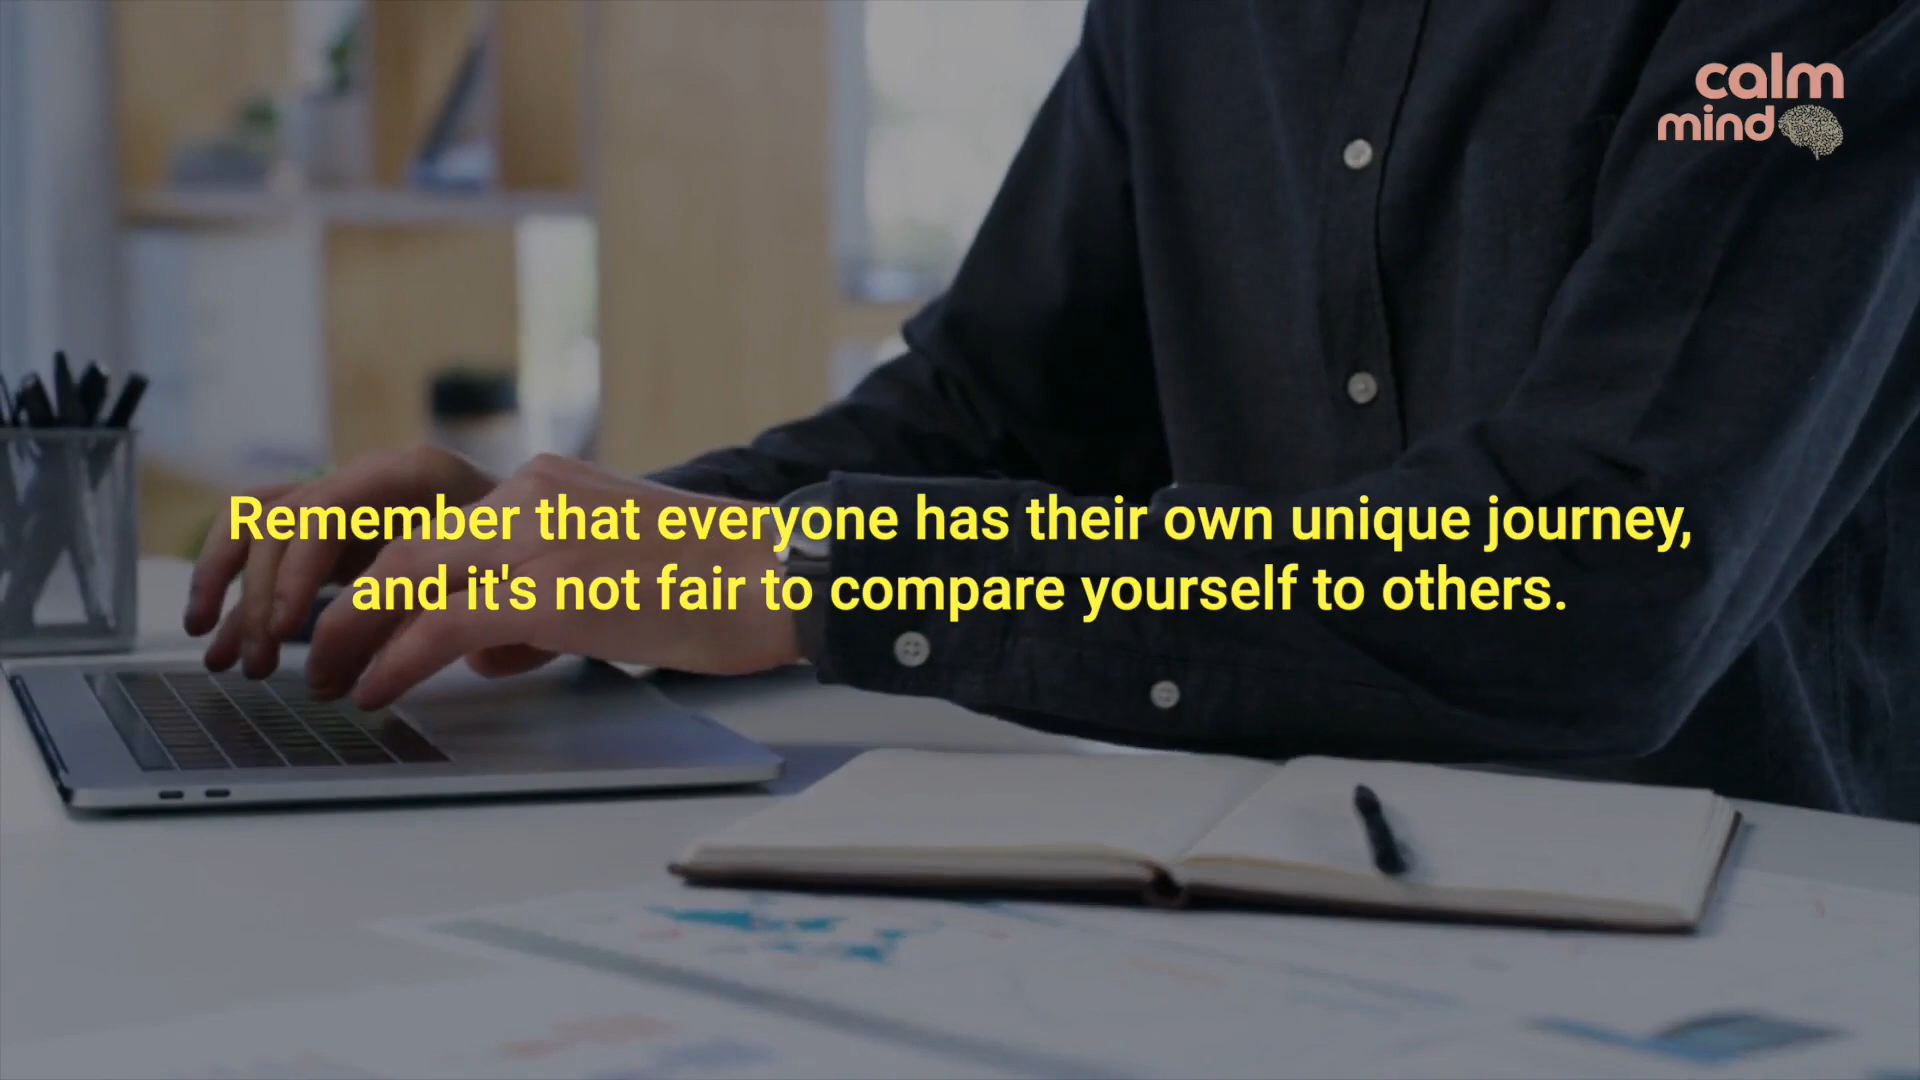 calm
mind
Remember that everyone has their own unique journey,
and it's not fair to compare yourself to others.